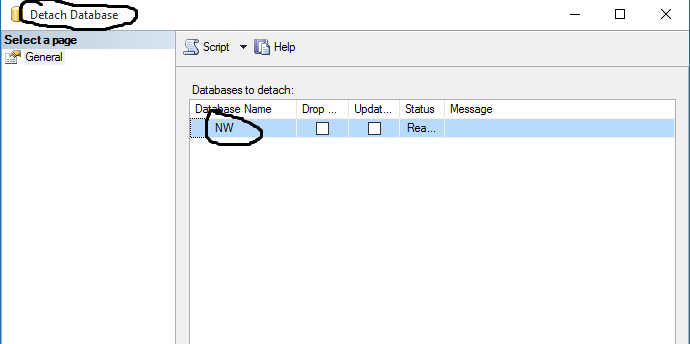 Detach Database
Select a page
General
Script
Help
Databases to detach:
Database Name Drop ... Updat... Status Message
NW Rea...